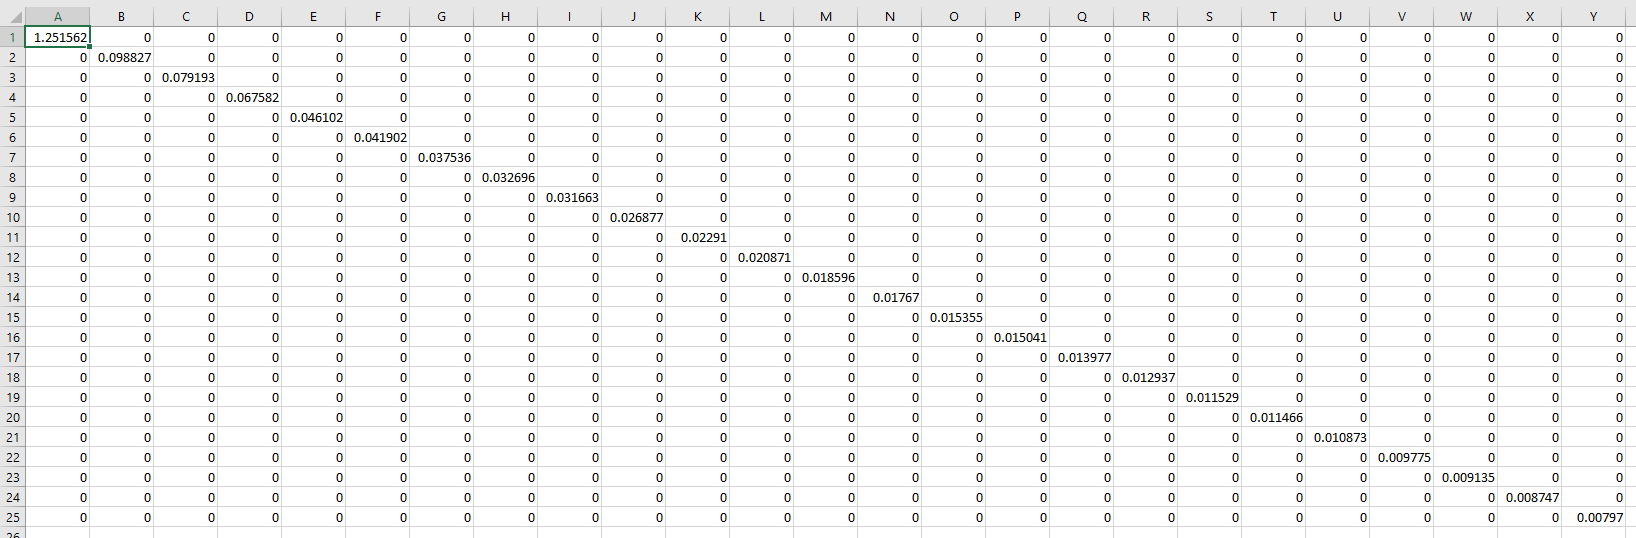 A B C D E F G H I J K L M N O P Q R S T U V W X Y
1 1.251562 0 0 0 0 0 0 0 0 0 0 0 0 0 0 0 0 0 0 0 0 0 0 0 0
2 0 0.098827 0 0 0 0 0 0 0 0 0 0 0 0 0 0 0 0 0 0 0 0 0 0 0
3 0 0 0.079193 0 0 0 0 0 0 0 0 0 0 0 0 0 0 0 0 0 0 0 0 0 0
4 0 0 0 0.067582 0 0 0 0 0 0 0 0 0 0 0 0 0 0 0 0 0 0 0 0 0
5 0 0 0 0 0.046102 0 0 0 0 0 0 0 0 0 0 0 0 0 0 0 0 0 0 0 0
6 0 0 0 0 0 0.041902 0 0 0 0 0 0 0 0 0 0 0 0 0 0 0 0 0 0 0
7 0 0 0 0 0 0 0.037536 0 0 0 0 0 0 0 0 0 0 0 0 0 0 0 0 0 0
8 0 0 0 0 0 0 0 0.032696 0 0 0 0 0 0 0 0 0 0 0 0 0 0 0 0 0
9 0 0 0 0 0 0 0 0 0.031663 0 0 0 0 0 0 0 0 0 0 0 0 0 0 0 0
10 0 0 0 0 0 0 0 0 0 0.026877 0 0 0 0 0 0 0 0 0 0 0 0 0 0 0
11 0 0 0 0 0 0 0 0 0 0 0.02291 0 0 0 0 0 0 0 0 0 0 0 0 0 0
12 0 0 0 0 0 0 0 0 0 0 0 0.020871 0 0 0 0 0 0 0 0 0 0 0 0 0
13 0 0 0 0 0 0 0 0 0 0 0 0 0.018596 0 0 0 0 0 0 0 0 0 0 0 0
14 0 0 0 0 0 0 0 0 0 0 0 0 0 0.01767 0 0 0 0 0 0 0 0 0 0 0
15 0 0 0 0 0 0 0 0 0 0 0 0 0 0 0.015355 0 0 0 0 0 0 0 0 0 0
16 0 0 0 0 0 0 0 0 0 0 0 0 0 0 0 0.015041 0 0 0 0 0 0 0 0 0
17 0 0 0 0 0 0 0 0 0 0 0 0 0 0 0 0 0.013977 0 0 0 0 0 0 0 0
18 0 0 0 0 0 0 0 0 0 0 0 0 0 0 0 0 0 0.012937 0 0 0 0 0 0 0
19 0 0 0 0 0 0 0 0 0 0 0 0 0 0 0 0 0 0 0.011529 0 0 0 0 0 0
20 0 0 0 0 0 0 0 0 0 0 0 0 0 0 0 0 0 0 0 0.011466 0 0 0 0 0
21 0 0 0 0 0 0 0 0 0 0 0 0 0 0 0 0 0 0 0 0 0.010873 0 0 0 0
22 0 0 0 0 0 0 0 0 0 0 0 0 0 0 0 0 0 0 0 0 0 0.009775 0 0 0
23 0 0 0 0 0 0 0 0 0 0 0 0 0 0 0 0 0 0 0 0 0 0 0.009135 0 0
24 0 0 0 0 0 0 0 0 0 0 0 0 0 0 0 0 0 0 0 0 0 0 0 0.008747 0
25 0 0 0 0 0 0 0 0 0 0 0 0 0 0 0 0 0 0 0 0 0 0 0 0 0.00797
26